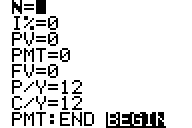 N=
I%=0
PV=0
PMT=0
FV=0
P/Y=12
C/Y=12
PMT:END BEGIN